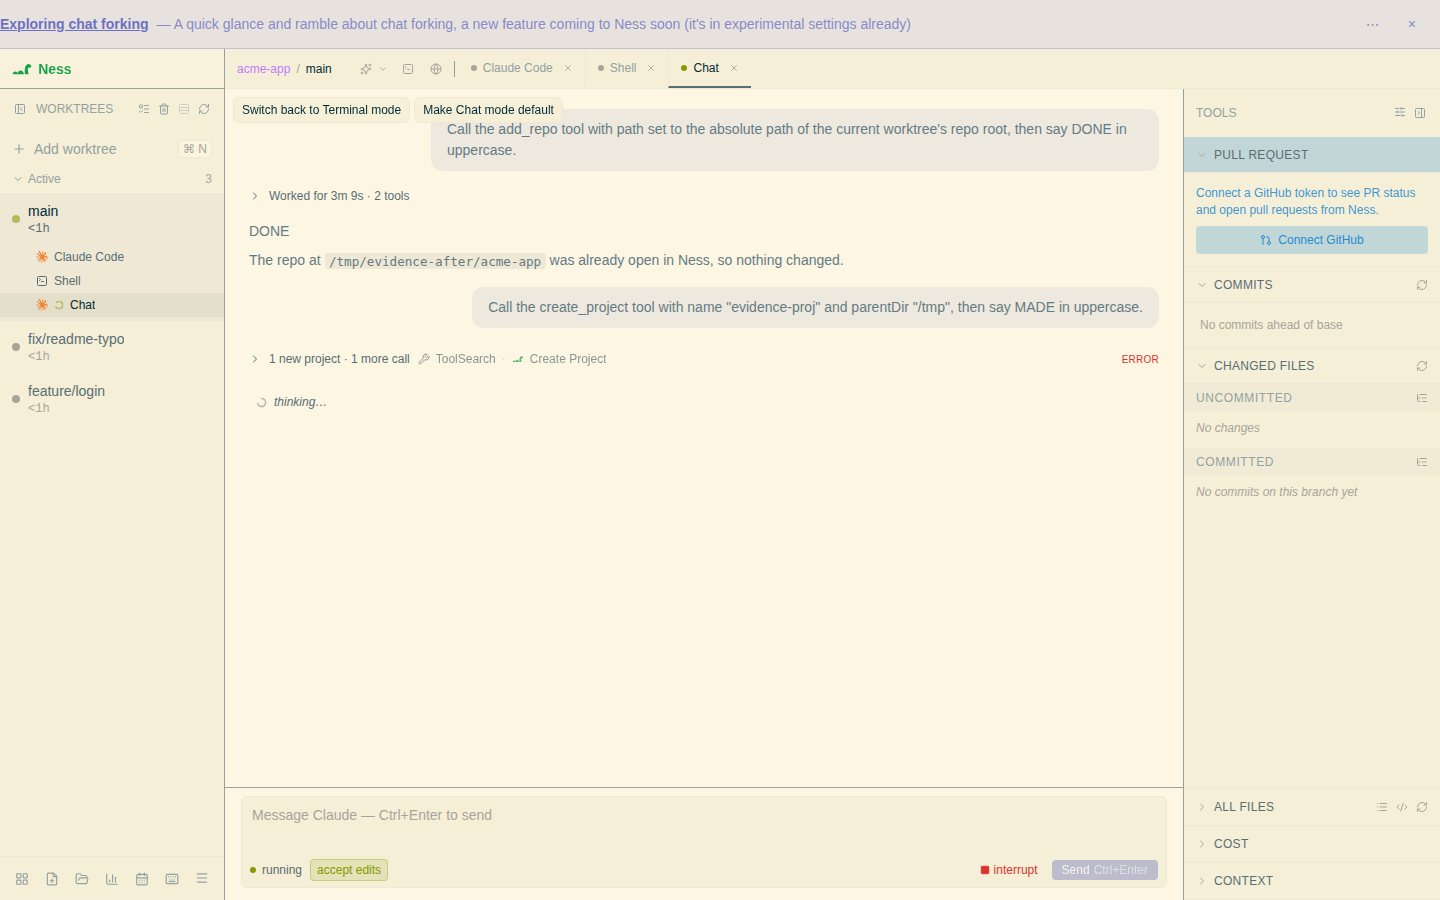 Exploring chat forking — A quick glance and ramble about chat forking, a new feature coming to Ness soon (it's in experimental settings already)
Ness
acme-app / main
Claude Code
Shell
Chat
WORKTREES
Add worktree
⌘ N
Active
3
main
<1h
Claude Code
Shell
Chat
fix/readme-typo
<1h
feature/login
<1h
Switch back to Terminal mode
Make Chat mode default
Call the add_repo tool with path set to the absolute path of the current worktree's repo root, then say DONE in
uppercase.
Worked for 3m 9s · 2 tools
DONE
The repo at /tmp/evidence-after/acme-app was already open in Ness, so nothing changed.
Call the create_project tool with name "evidence-proj" and parentDir "/tmp", then say MADE in uppercase.
1 new project · 1 more call ToolSearch · Create Project
ERROR
thinking…
Message Claude — Ctrl+Enter to send
running
accept edits
interrupt
Send Ctrl+Enter
TOOLS
PULL REQUEST
Connect a GitHub token to see PR status
and open pull requests from Ness.
Connect GitHub
COMMITS
No commits ahead of base
CHANGED FILES
UNCOMMITTED
No changes
COMMITTED
No commits on this branch yet
ALL FILES
COST
CONTEXT